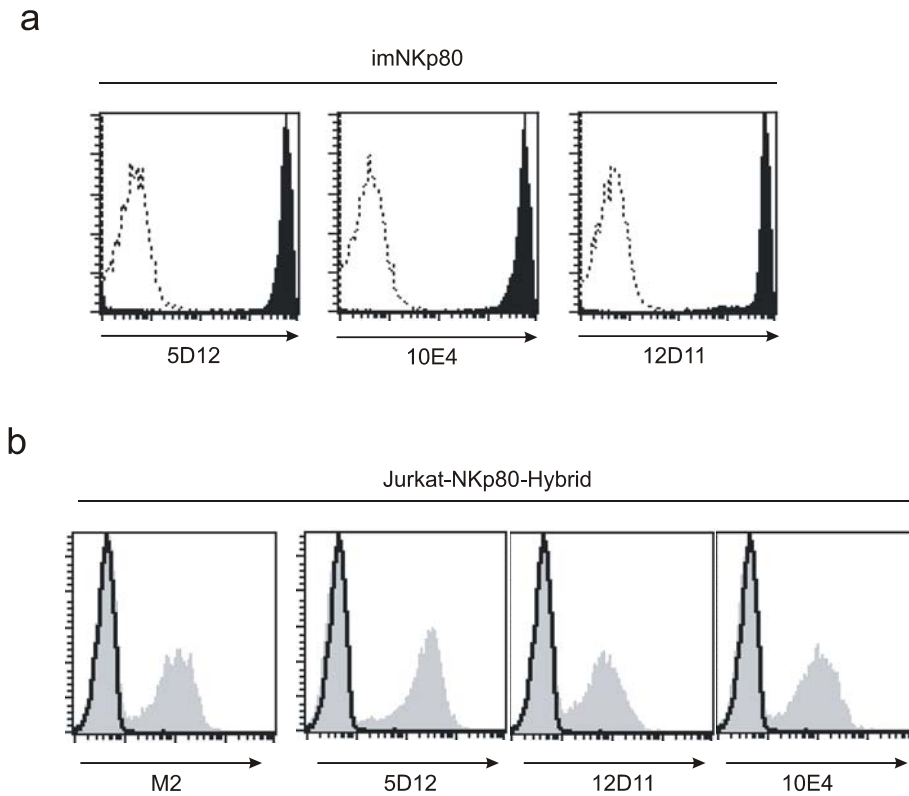 a
imNKp80
5D12
10E4
12D11
b
Jurkat-NKp80-Hybrid
M2
5D12
12D11
10E4